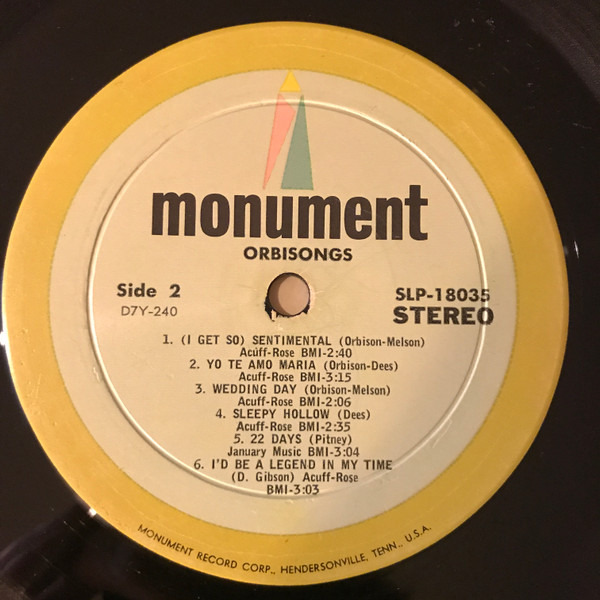 monument
ORBISONGS
Side 2
D7Y-240
SLP-18035
STEREO
1. (I GET SO) SENTIMENTAL (Orbison-Melson)
Acuff-Rose BMI-2:40
2. YO TE AMO MARIA (Orbison-Dees)
Acuff-Rose BMI-3:15
3. WEDDING DAY (Orbison-Melson)
Acuff-Rose BMI-2:06
4. SLEEPY HOLLOW (Dees)
Acuff-Rose BMI-2:35
5. 22 DAYS (Pitney)
January Music BMI-3:04
6. I'D BE A LEGEND IN MY TIME
(D. Gibson) Acuff-Rose
BMI-3:03
MONUMENT RECORD CORP., HENDERSONVILLE, TENN., U.S.A.